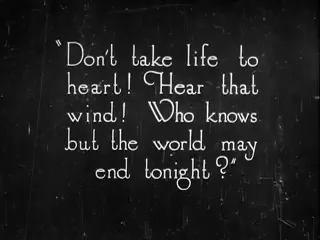 "Don't take life to
heart! Hear that
wind! Who knows
but the world may
end tonight?"